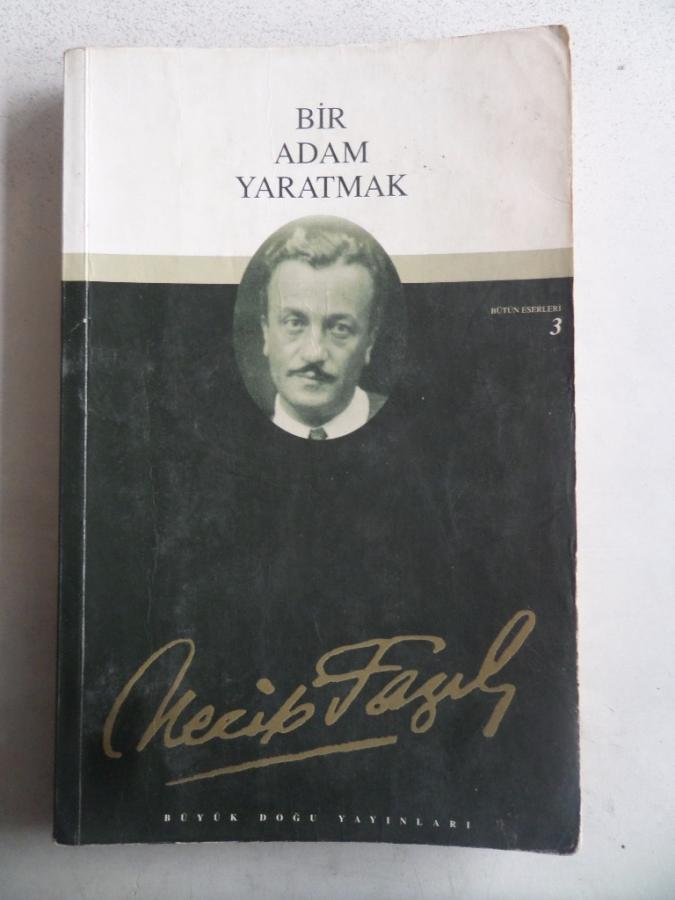 BİR
ADAM
YARATMAK
BÜTÜN ESERLERİ
3
Necip Fazıl
BÜYÜK DOĞU YAYINLARI